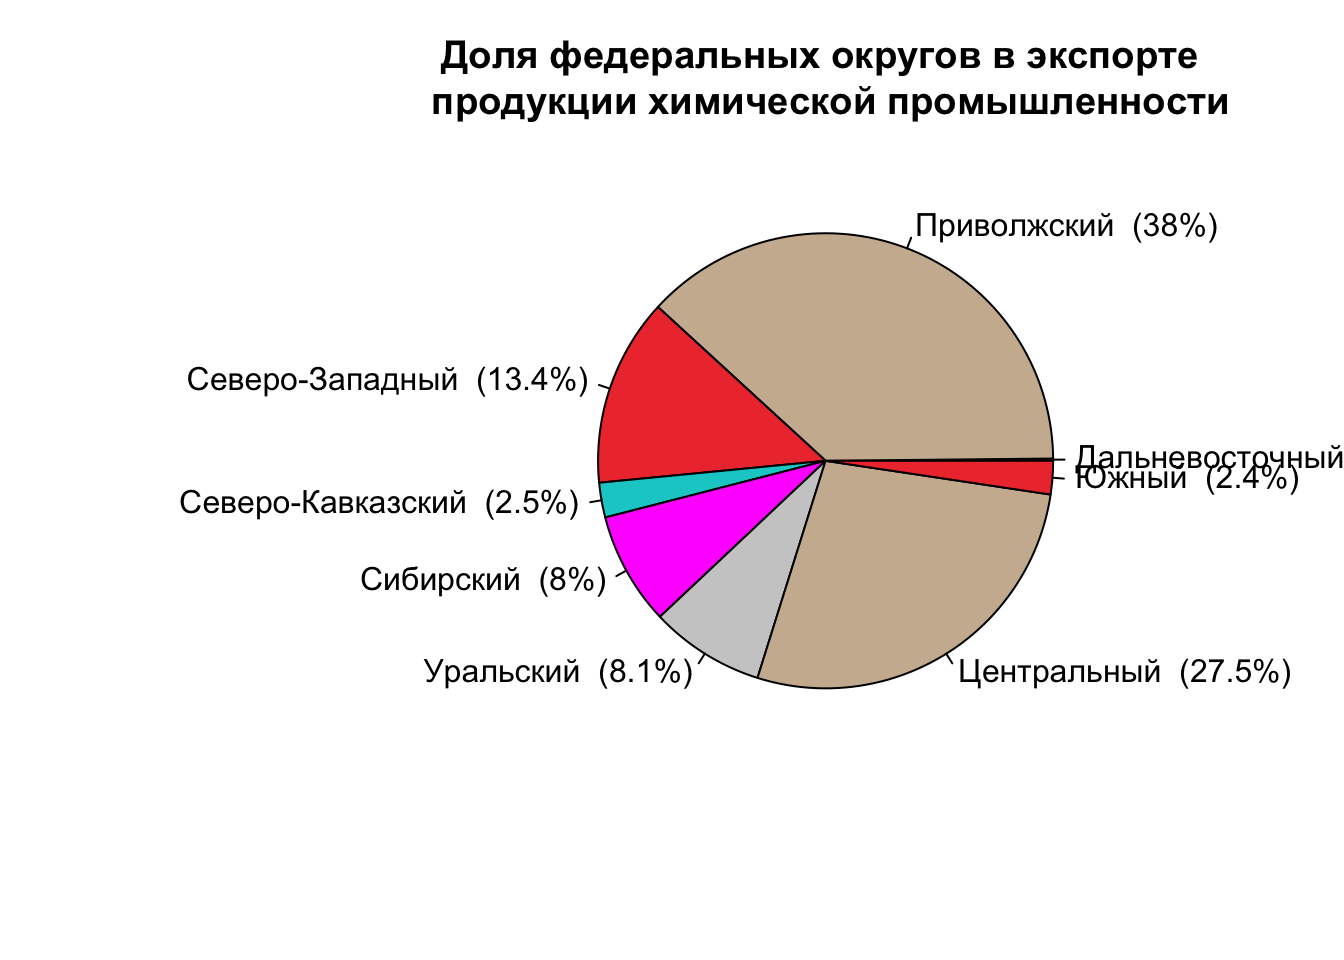 Доля федеральных округов в экспорте
продукции химической промышленности
Приволжский (38%)
Северо-Западный (13.4%)
Дальневосточный
Южный (2.4%)
Северо-Кавказский (2.5%)
Сибирский (8%)
Уральский (8.1%)
Центральный (27.5%)